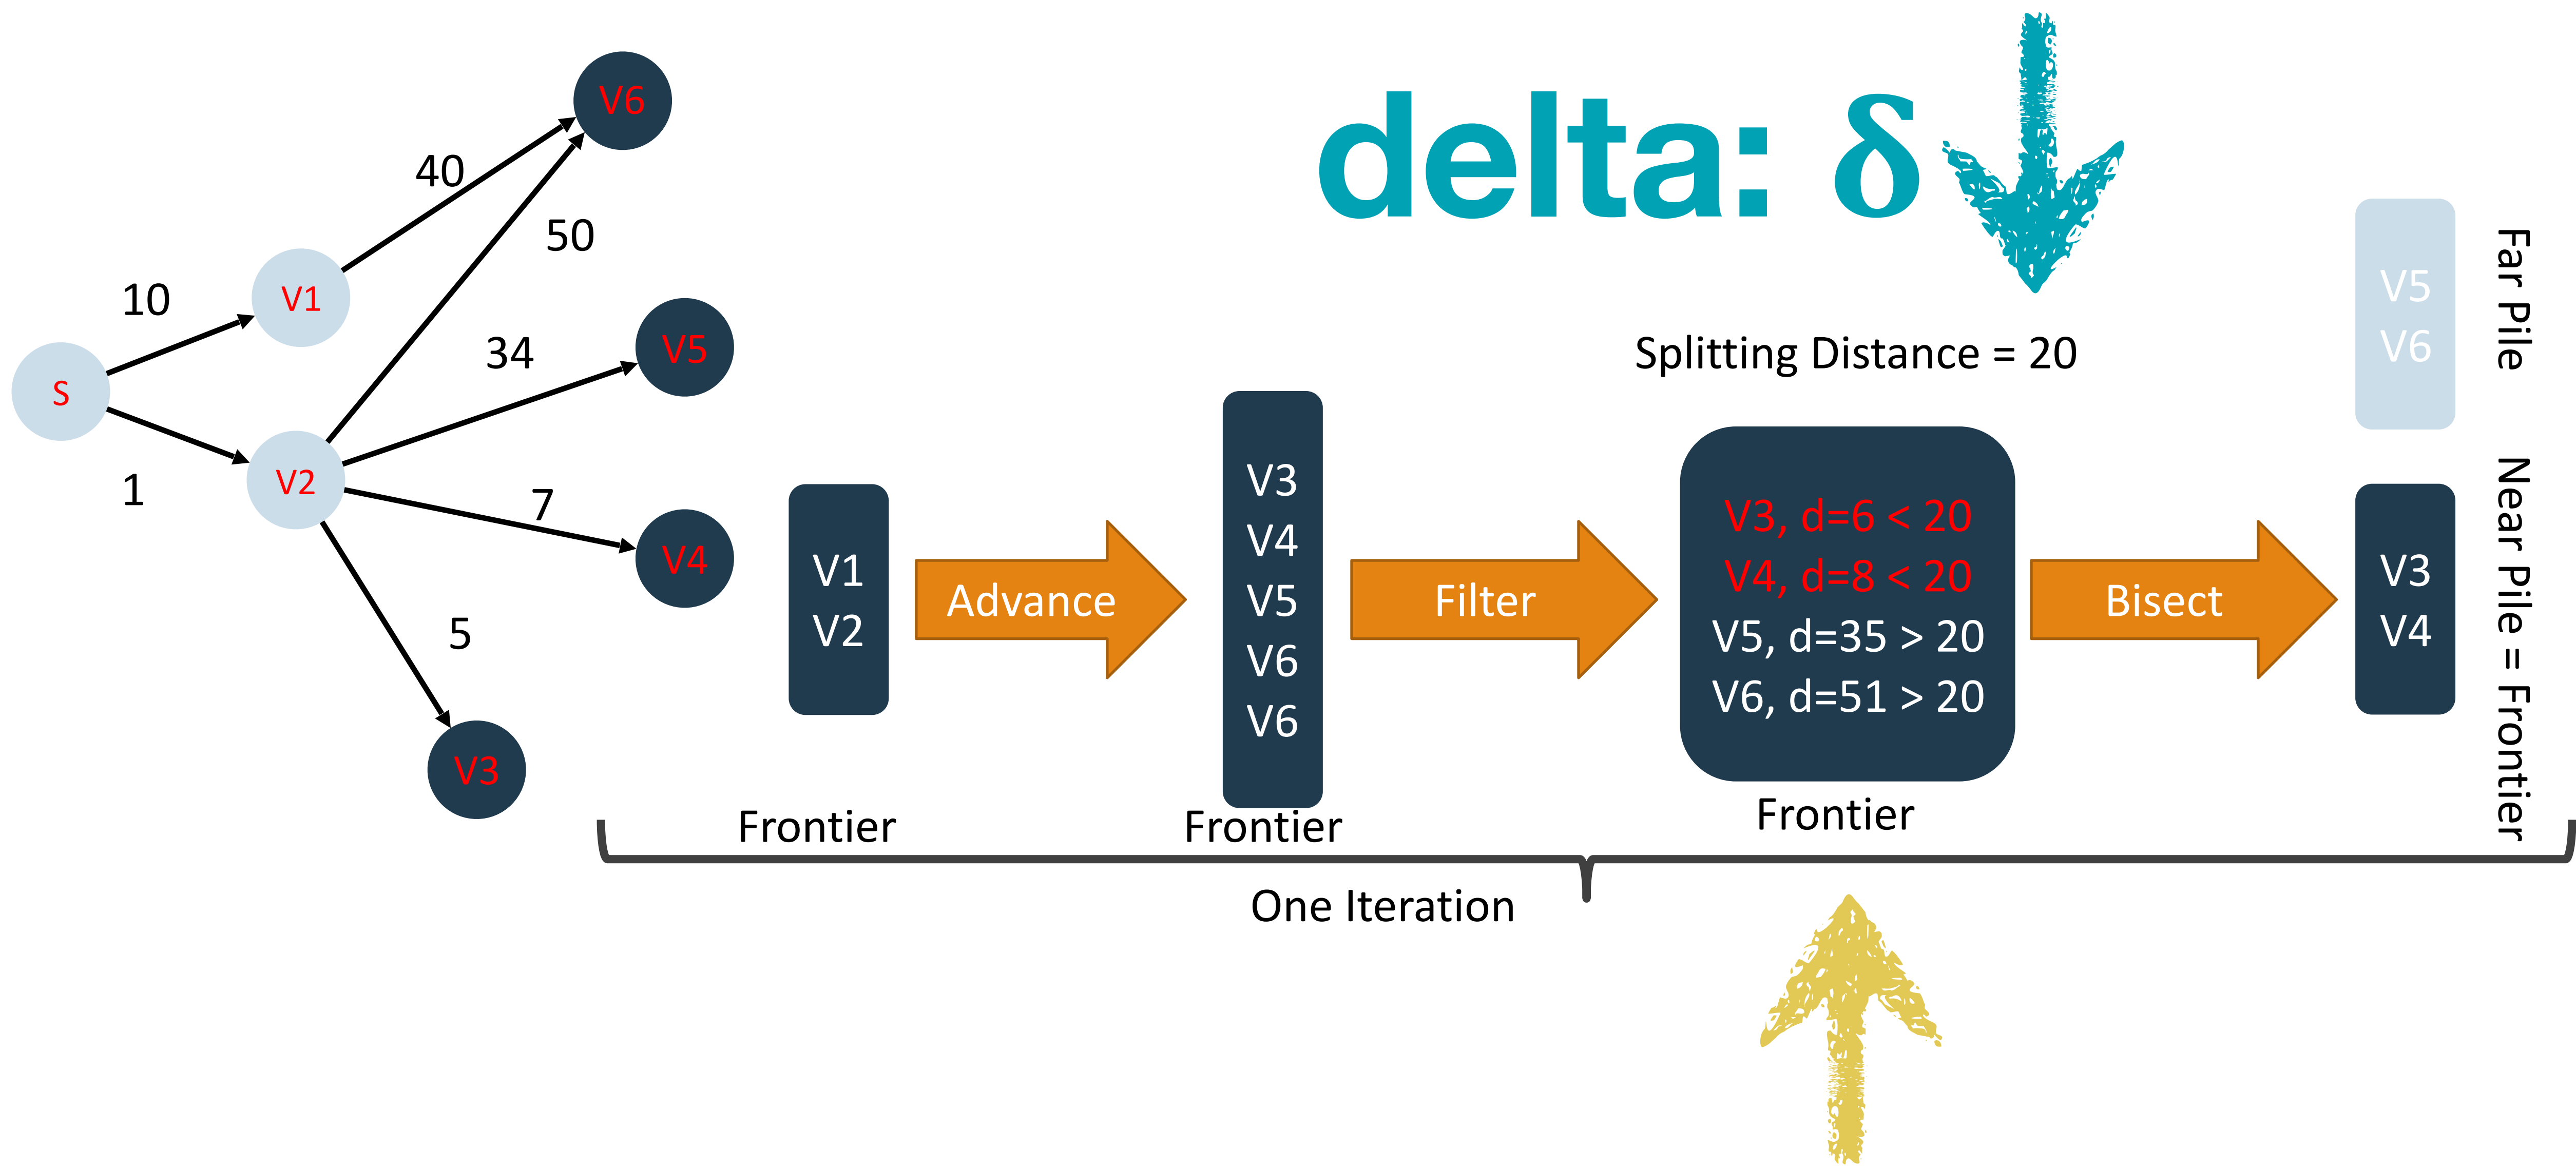 delta: δ
V6
40
50
10
V1
34
V5
S
1
V2
7
V4
5
V3
V1
V2
Frontier
Advance
V3
V4
V5
V6
V6
Frontier
Filter
Splitting Distance = 20
V3, d=6 < 20
V4, d=8 < 20
V5, d=35 > 20
V6, d=51 > 20
Frontier
Bisect
V5
V6
Far Pile
V3
V4
Near Pile = Frontier
One Iteration